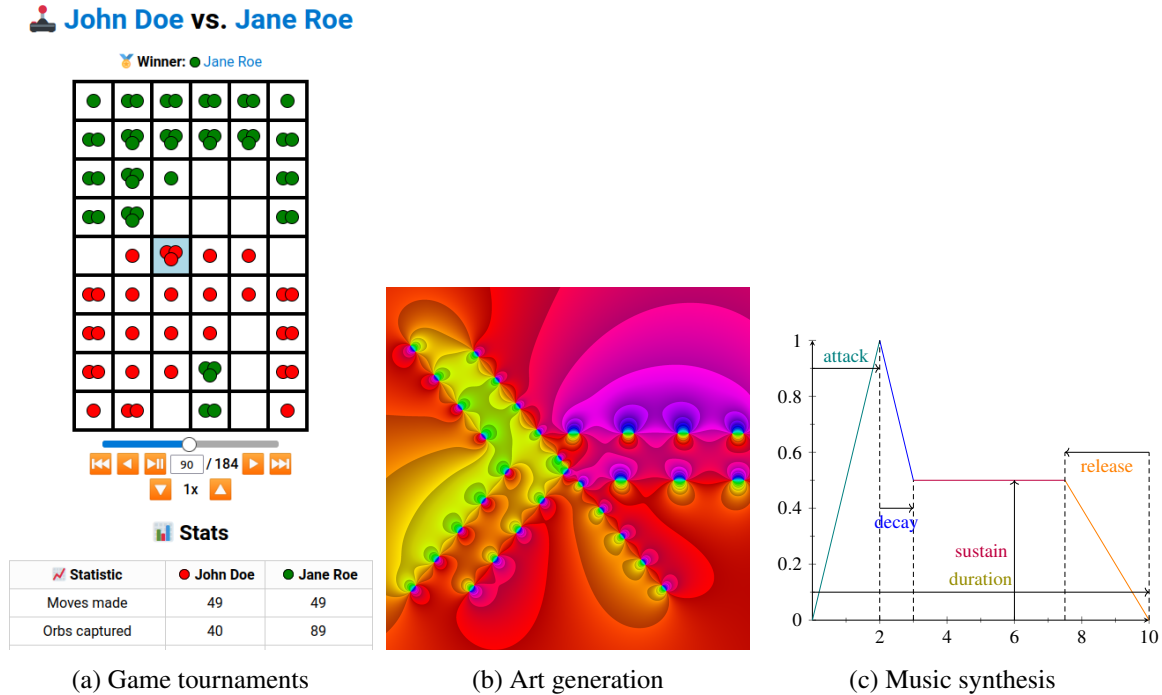 John Doe vs. Jane Roe
Winner: Jane Roe
90 / 184
1x
Stats
Statistic John Doe Jane Roe
Moves made 49 49
Orbs captured 40 89
(a) Game tournaments
(b) Art generation
1
0.8
0.6
0.4
0.2
0
attack
decay
sustain
duration
release
2 4 6 8 10
(c) Music synthesis